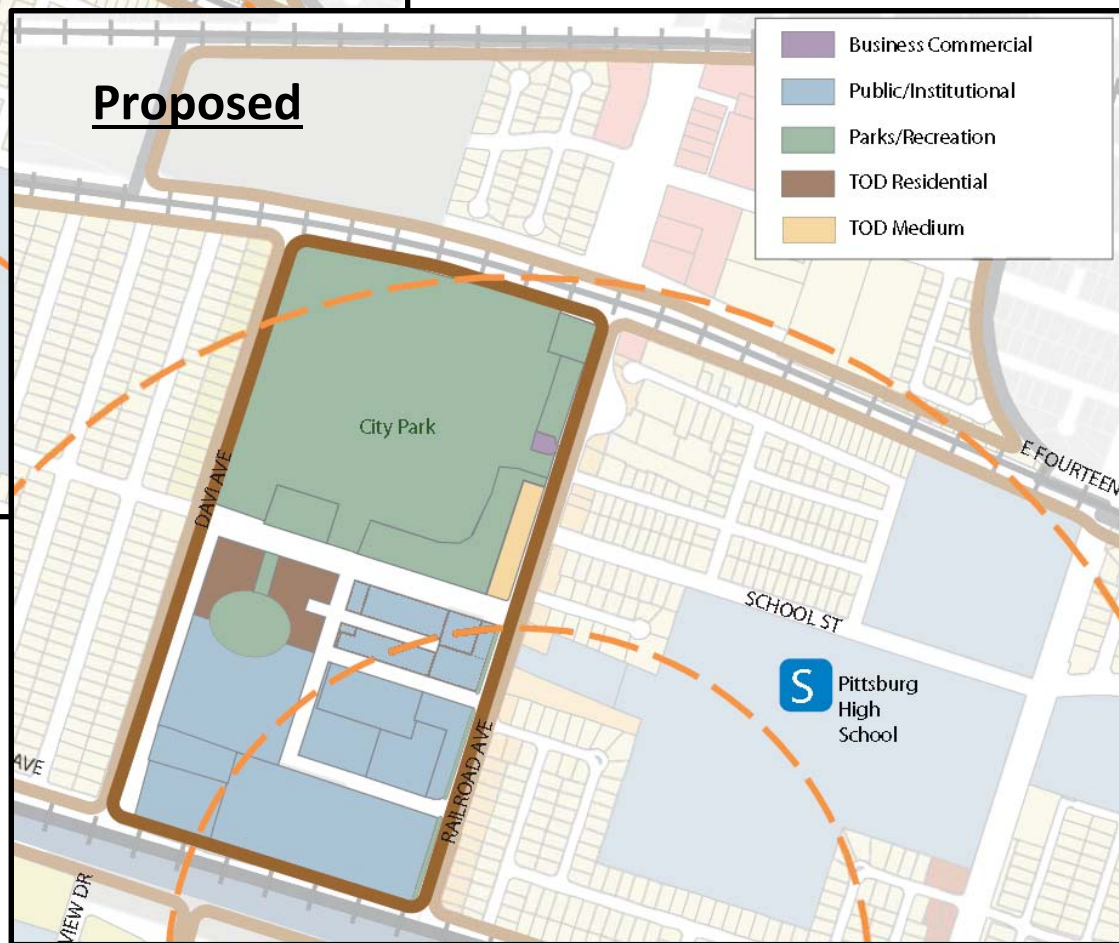 Proposed
Business Commercial
Public/Institutional
Parks/Recreation
TOD Residential
TOD Medium
City Park
DAVI AVE
E FOURTEEN
SCHOOL ST
S
Pittsburg
High
School
RAILROAD AVE
AVE
VIEW DR